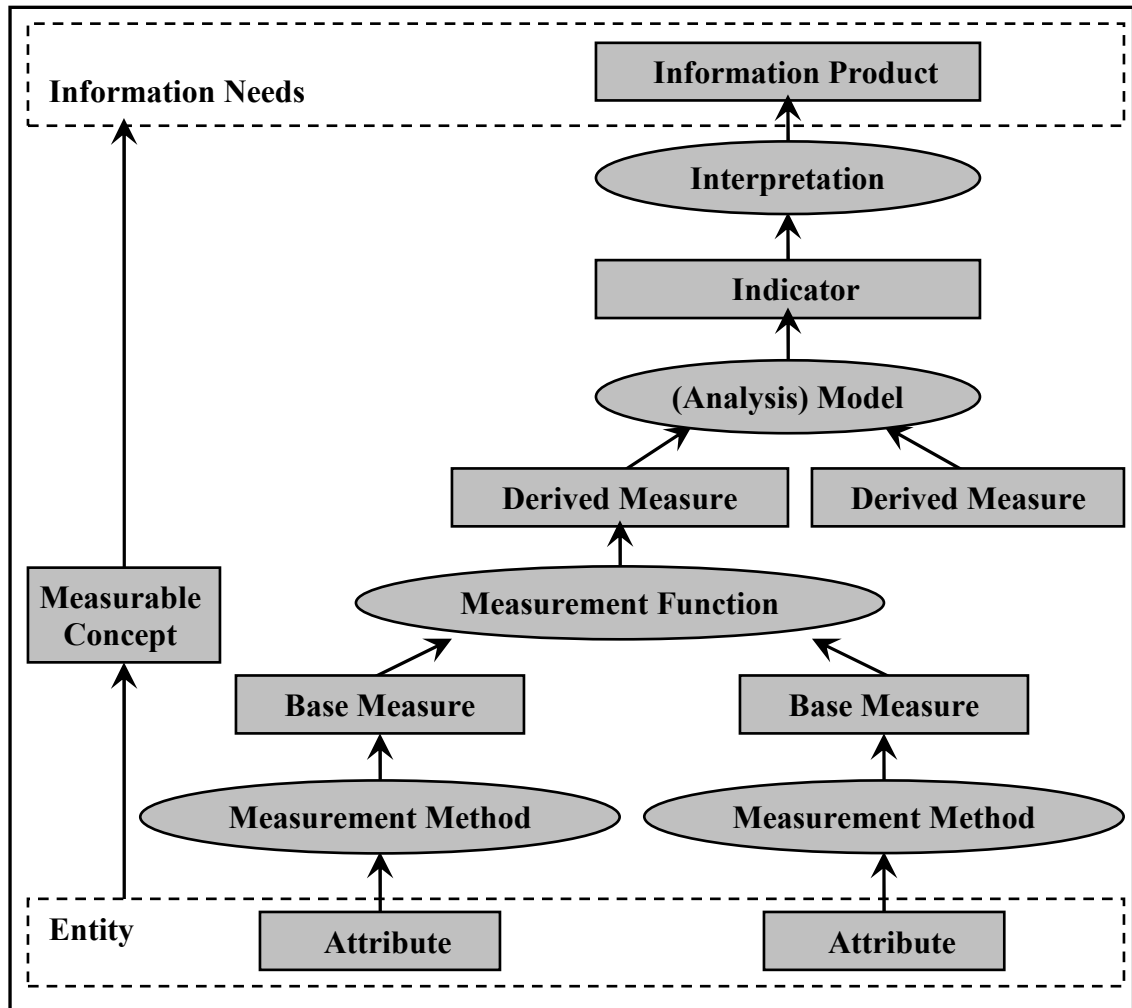 Information Product
Information Needs
Interpretation
Indicator
(Analysis) Model
Derived Measure
Derived Measure
Measurement Function
Measurable
Concept
Base Measure
Base Measure
Measurement Method
Measurement Method
Entity
Attribute
Attribute